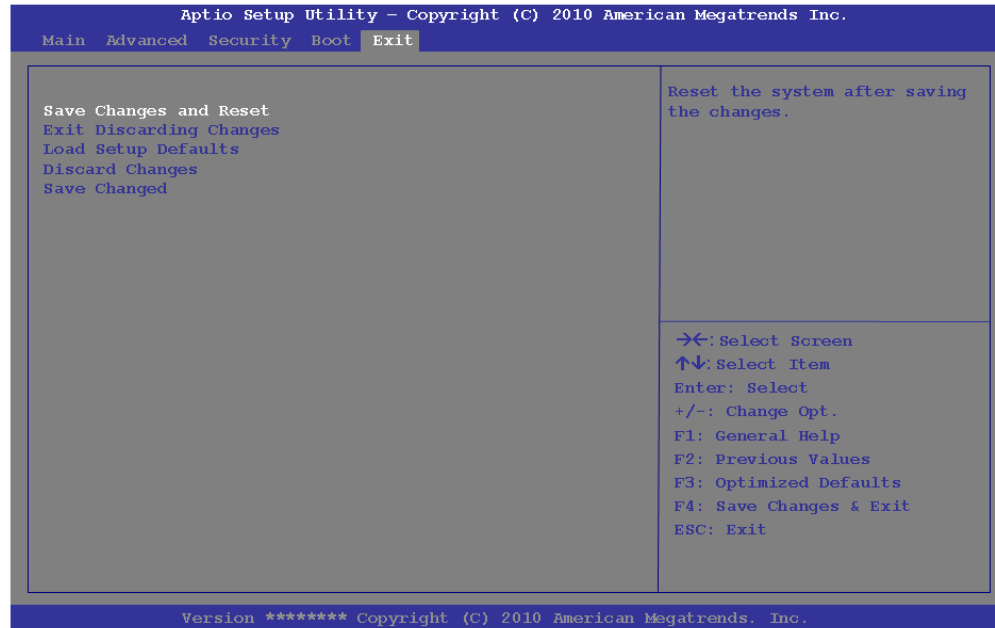 Aptio Setup Utility – Copyright (C) 2010 American Megatrends Inc.
Main Advanced Security Boot Exit
Save Changes and Reset
Exit Discarding Changes
Load Setup Defaults
Discard Changes
Save Changed
Reset the system after saving
the changes.
→←:Select Screen
↑↓:Select Item
Enter: Select
+/-: Change Opt.
F1: General Help
F2: Previous Values
F3: Optimized Defaults
F4: Save Changes & Exit
ESC: Exit
Version ******** Copyright (C) 2010 American Megatrends. Inc.